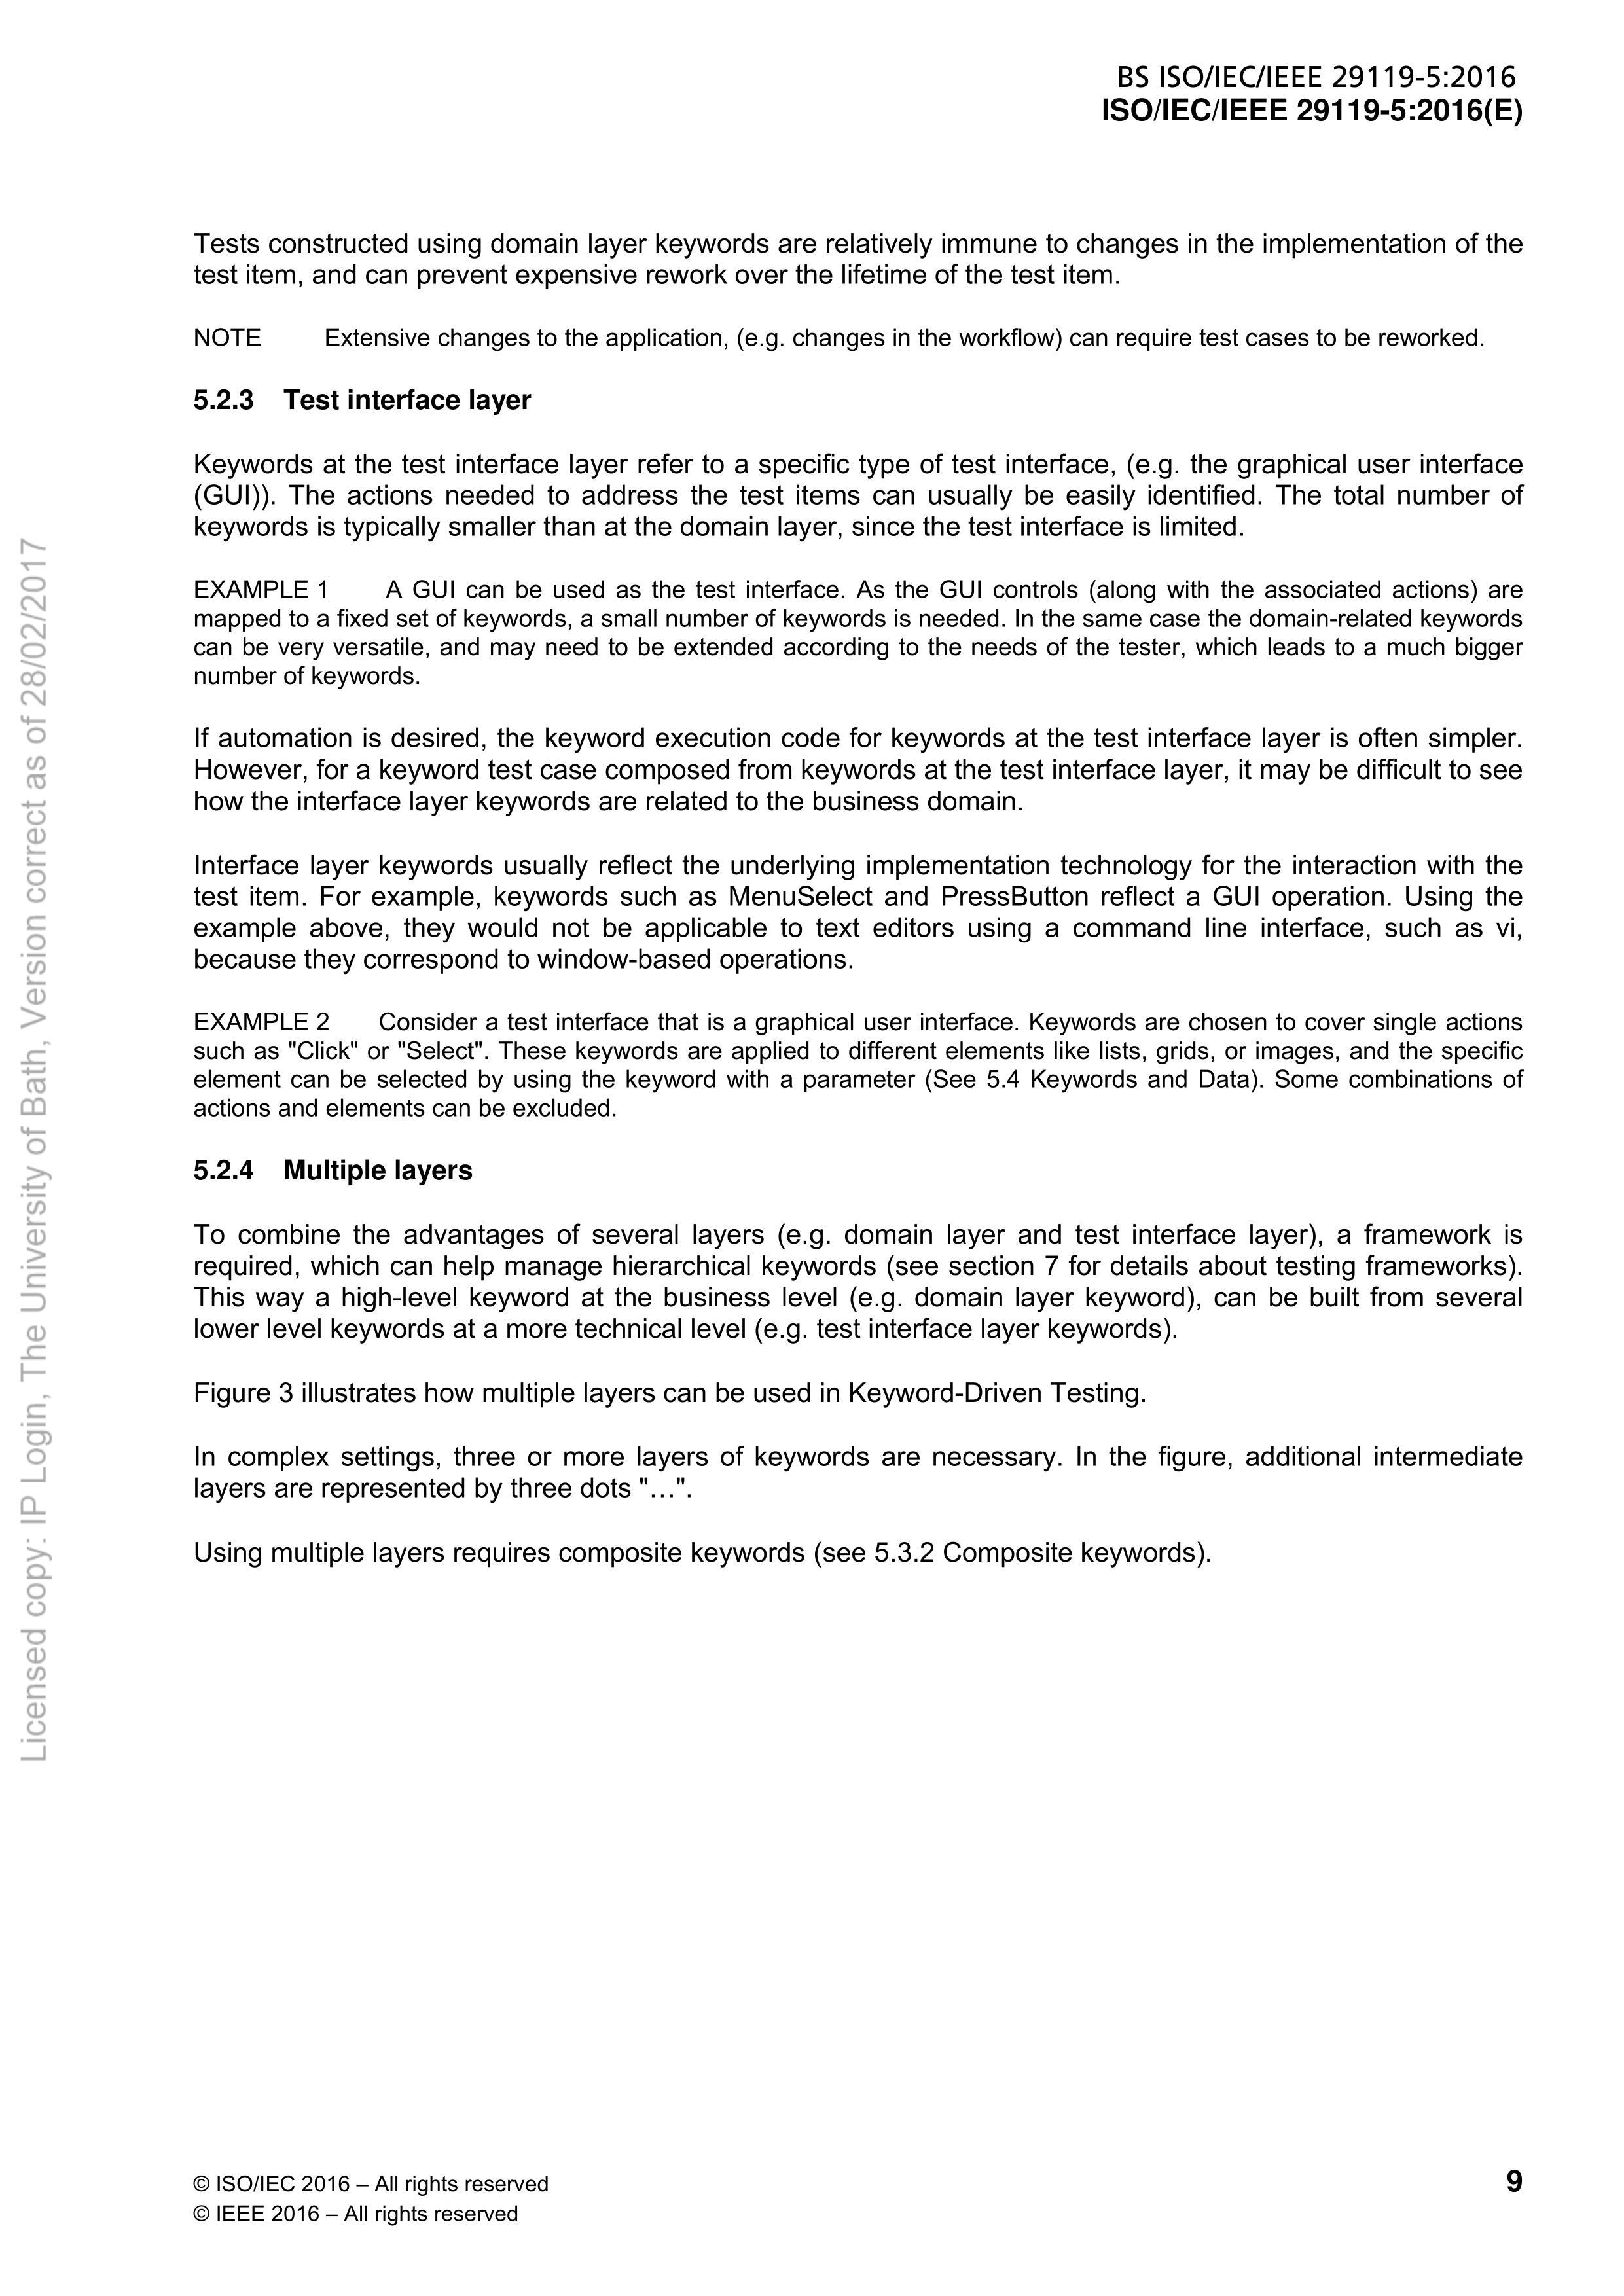 BS ISO/IEC/IEEE 29119-5:2016
ISO/IEC/IEEE 29119-5:2016(E)
Tests constructed using domain layer keywords are relatively immune to changes in the implementation of the
test item, and can prevent expensive rework over the lifetime of the test item.
NOTE Extensive changes to the application, (e.g. changes in the workflow) can require test cases to be reworked.
5.2.3 Test interface layer
Keywords at the test interface layer refer to a specific type of test interface, (e.g. the graphical user interface
(GUI)). The actions needed to address the test items can usually be easily identified. The total number of
keywords is typically smaller than at the domain layer, since the test interface is limited.
EXAMPLE 1 A GUI can be used as the test interface. As the GUI controls (along with the associated actions) are
mapped to a fixed set of keywords, a small number of keywords is needed. In the same case the domain-related keywords
can be very versatile, and may need to be extended according to the needs of the tester, which leads to a much bigger
number of keywords.
If automation is desired, the keyword execution code for keywords at the test interface layer is often simpler.
However, for a keyword test case composed from keywords at the test interface layer, it may be difficult to see
how the interface layer keywords are related to the business domain.
Interface layer keywords usually reflect the underlying implementation technology for the interaction with the
test item. For example, keywords such as MenuSelect and PressButton reflect a GUI operation. Using the
example above, they would not be applicable to text editors using a command line interface, such as vi,
because they correspond to window-based operations.
EXAMPLE 2 Consider a test interface that is a graphical user interface. Keywords are chosen to cover single actions
such as "Click" or "Select". These keywords are applied to different elements like lists, grids, or images, and the specific
element can be selected by using the keyword with a parameter (See 5.4 Keywords and Data). Some combinations of
actions and elements can be excluded.
5.2.4 Multiple layers
To combine the advantages of several layers (e.g. domain layer and test interface layer), a framework is
required, which can help manage hierarchical keywords (see section 7 for details about testing frameworks).
This way a high-level keyword at the business level (e.g. domain layer keyword), can be built from several
lower level keywords at a more technical level (e.g. test interface layer keywords).
Figure 3 illustrates how multiple layers can be used in Keyword-Driven Testing.
In complex settings, three or more layers of keywords are necessary. In the figure, additional intermediate
layers are represented by three dots "…".
Using multiple layers requires composite keywords (see 5.3.2 Composite keywords).
© ISO/IEC 2016 – All rights reserved
© IEEE 2016 – All rights reserved
9
Licensed copy: IP Login, The University of Bath, Version correct as of 28/02/2017